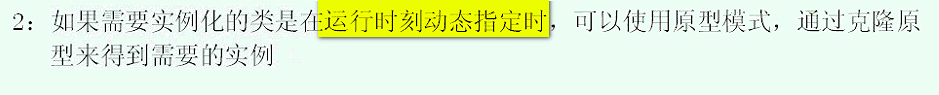 2：如果需要实例化的类是在运行时刻动态指定时，可以使用原型模式，通过克隆原
型来得到需要的实例